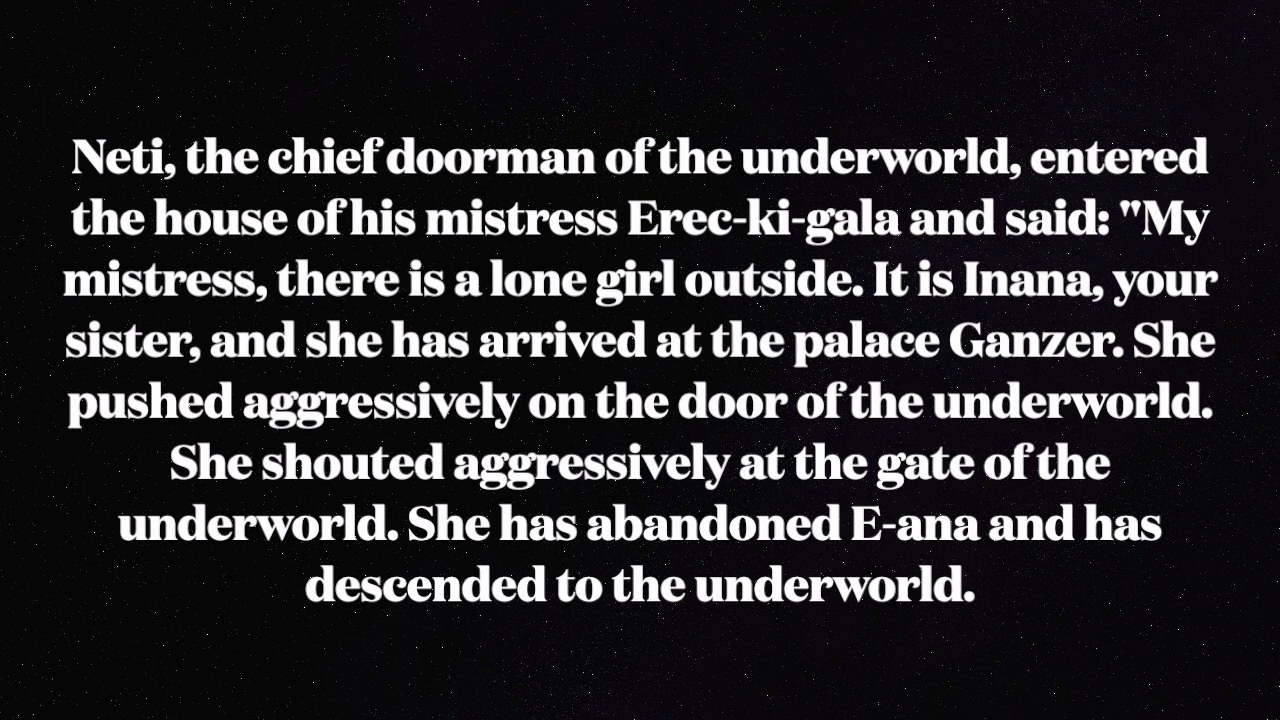 Neti, the chief doorman of the underworld, entered
the house of his mistress Erec-ki-gala and said: "My
mistress, there is a lone girl outside. It is Inana, your
sister, and she has arrived at the palace Ganzer. She
pushed aggressively on the door of the underworld.
She shouted aggressively at the gate of the
underworld. She has abandoned E-ana and has
descended to the underworld.